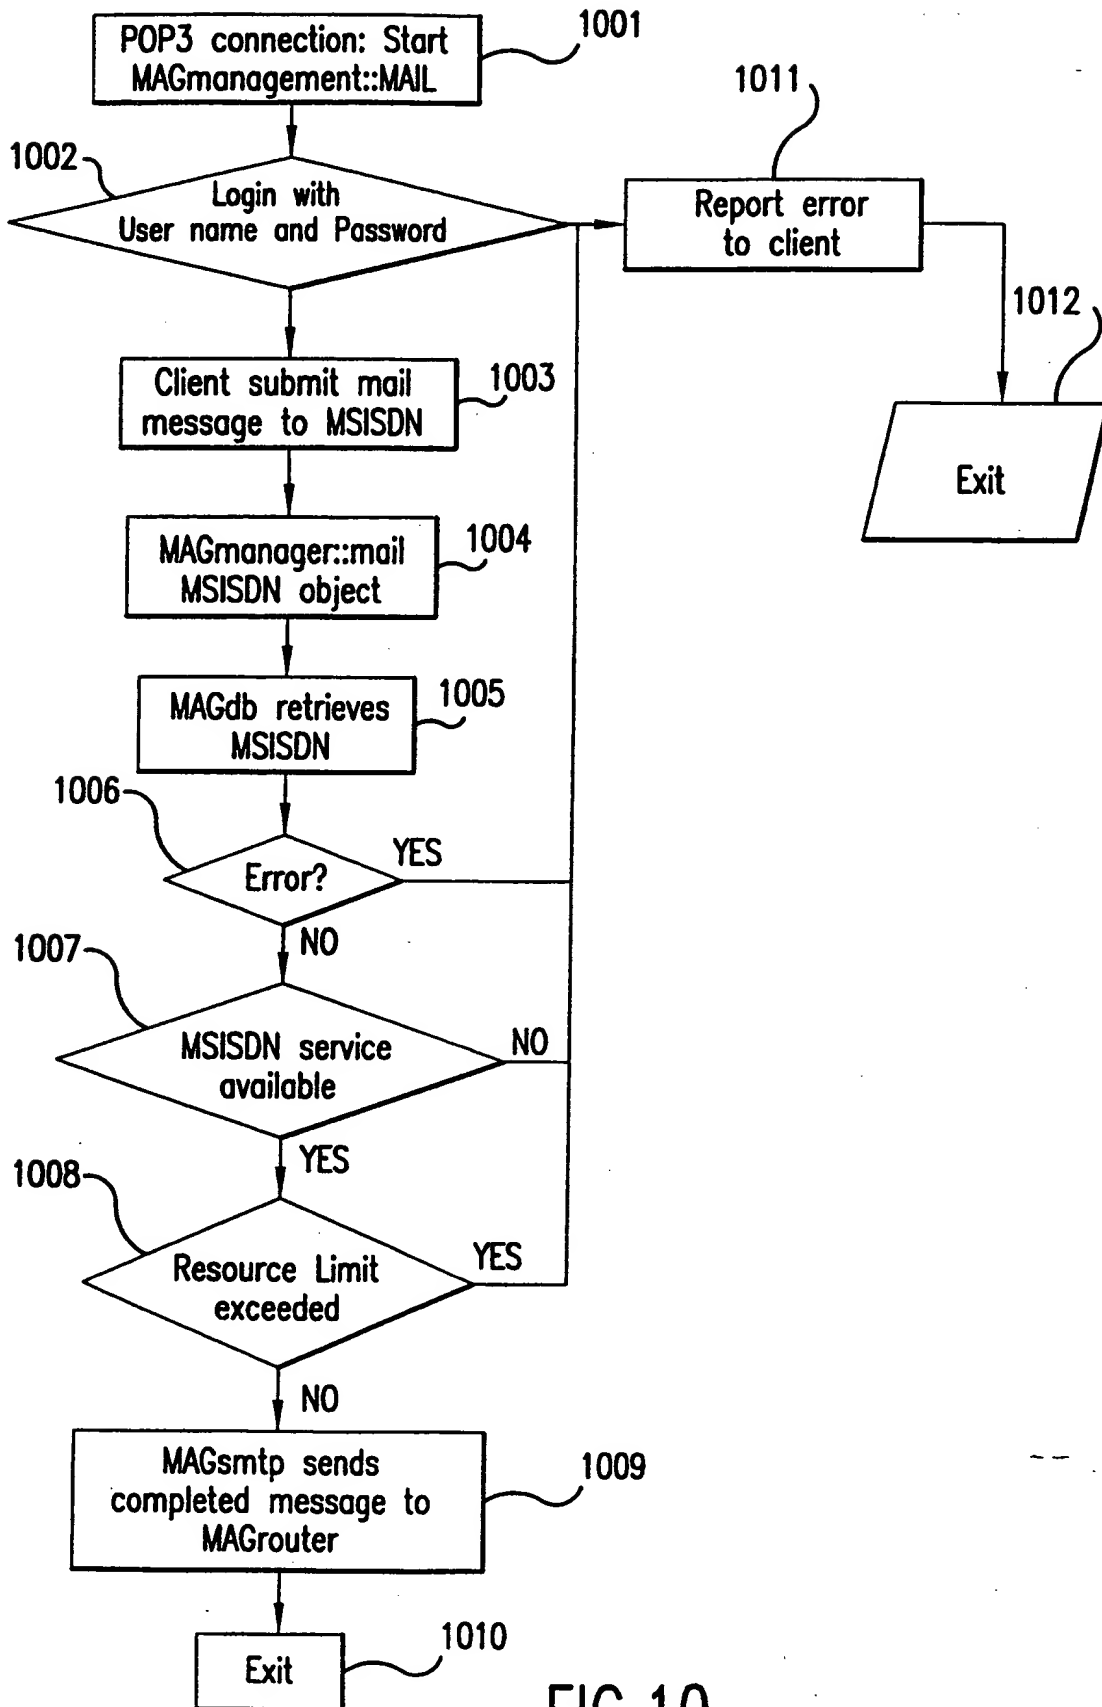 POP3 connection: Start
MAGmanagement::MAIL
1001
1002
Login with
User name and Password
1011
Report error
to client
1012
Exit
Client submit mail
message to MSISDN
1003
MAGmanager::mail
MSISDN object
1004
MAGdb retrieves
MSISDN
1005
1006
Error?
YES
NO
1007
MSISDN service
available
NO
YES
1008
Resource Limit
exceeded
YES
NO
MAGsmtp sends
completed message to
MAGrouter
1009
Exit
1010
FIG.10